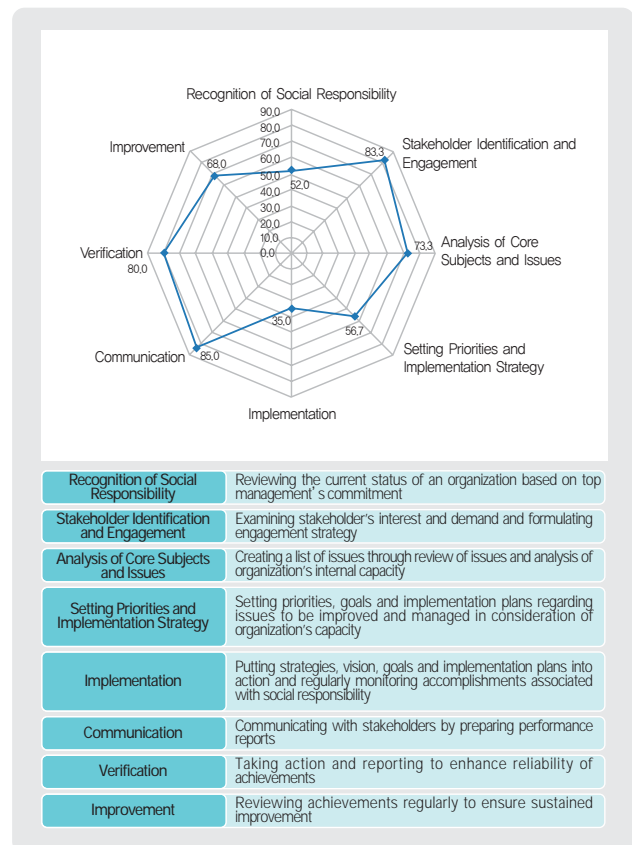 Recognition of Social Responsibility
90.0
80.0
70.0
60.0
50.0
40.0
30.0
20.0
10.0
0.0
Improvement
68.0
52.0
83.3
Stakeholder Identification and
Engagement
Verification
80.0
73.3
Analysis of Core
Subjects and Issues
Communication
85.0
35.0
56.7
Setting Priorities and
Implementation Strategy
Implementation
Recognition of Social
Responsibility
Reviewing the current status of an organization based on top
management's commitment
Stakeholder Identification
and Engagement
Examining stakeholder's interest and demand and formulating
engagement strategy
Analysis of Core Subjects
and Issues
Creating a list of issues through review of issues and analysis of
organization's internal capacity
Setting Priorities and
Implementation Strategy
Setting priorities, goals and implementation plans regarding
issues to be improved and managed in consideration of
organization's capacity
Implementation
Putting strategies, vision, goals and implementation plans into
action and regularly monitoring accomplishments associated
with social responsibility
Communication
Communicating with stakeholders by preparing performance
reports
Verification
Taking action and reporting to enhance reliability of
achievements
Improvement
Reviewing achievements regularly to ensure sustained
improvement